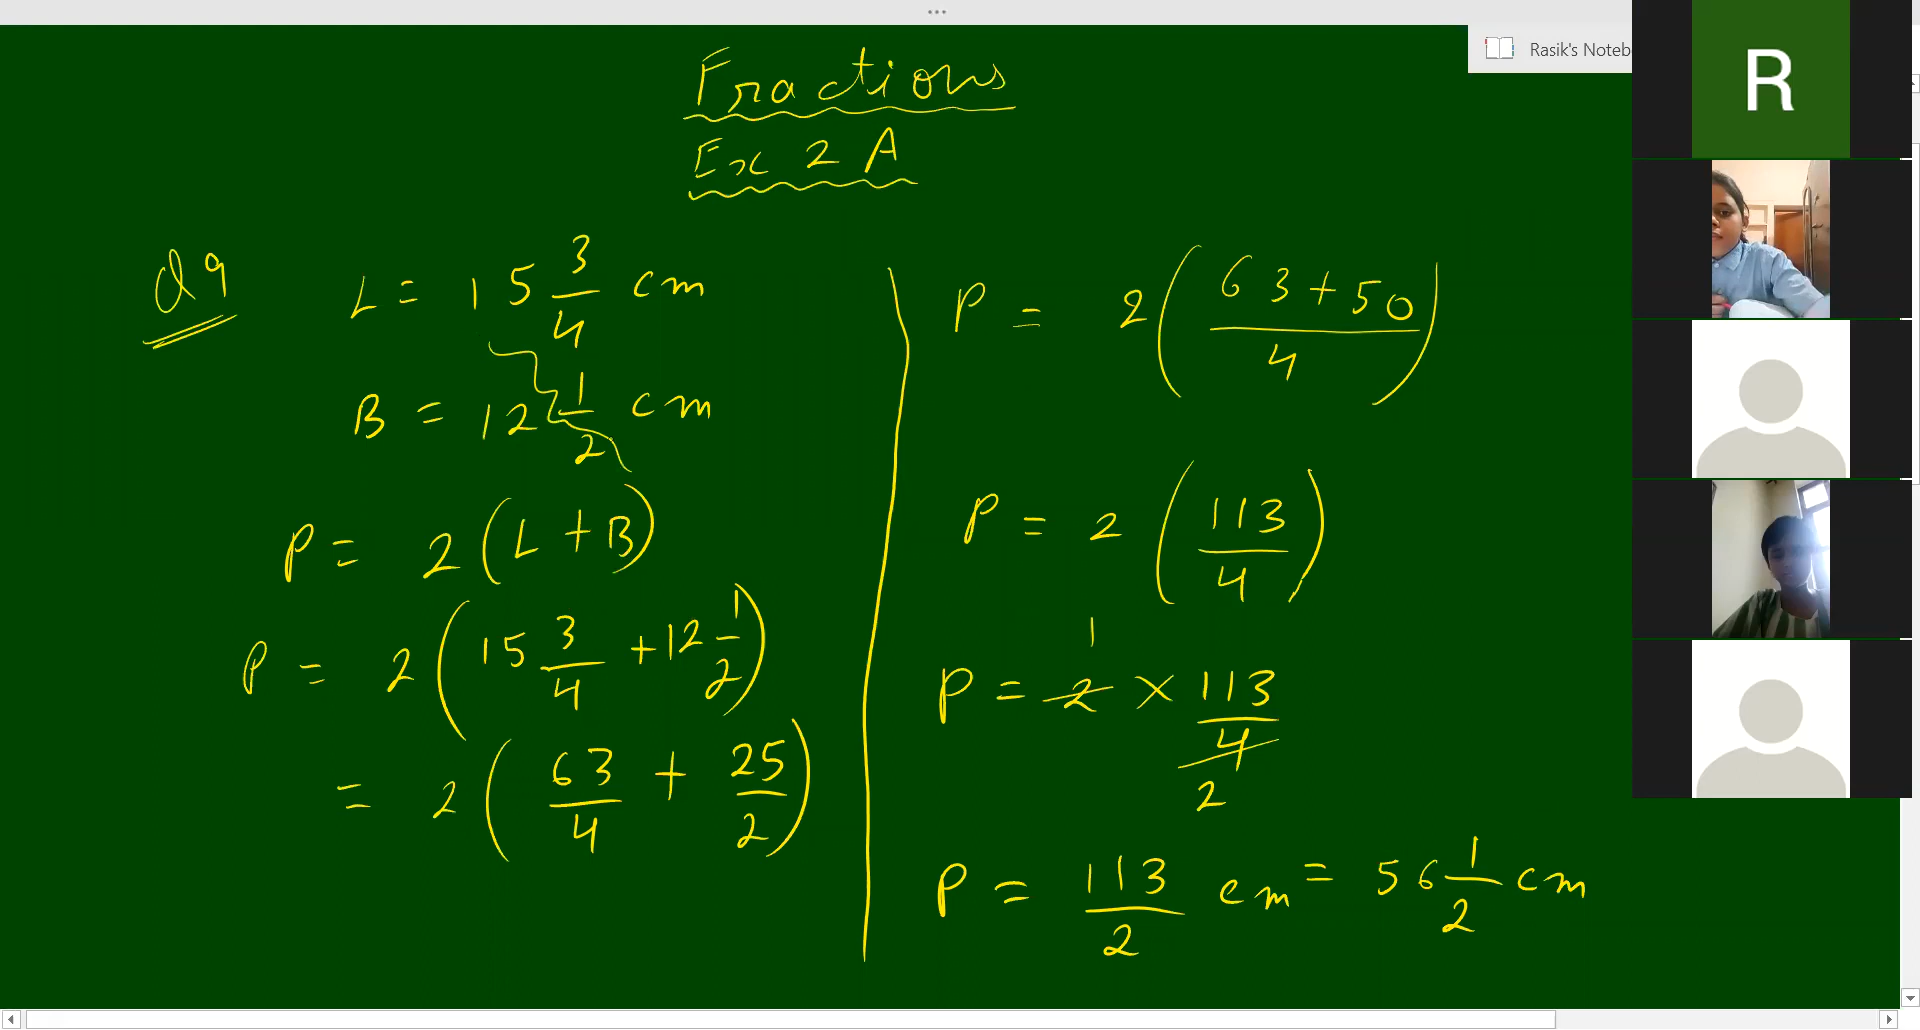 Rasik's Noteb
R
Fractions
Ex 2 A
Q9
L = 15 3/4 cm
B = 12 1/2 cm
P = 2 (L + B)
P = 2 (15 3/4 + 12 1/2)
= 2 (63/4 + 25/2)
P = 2 (63 + 50/4)
P = 2 (113/4)
1
P = 2 × 113/4
2
P = 113/2 cm = 56 1/2 cm